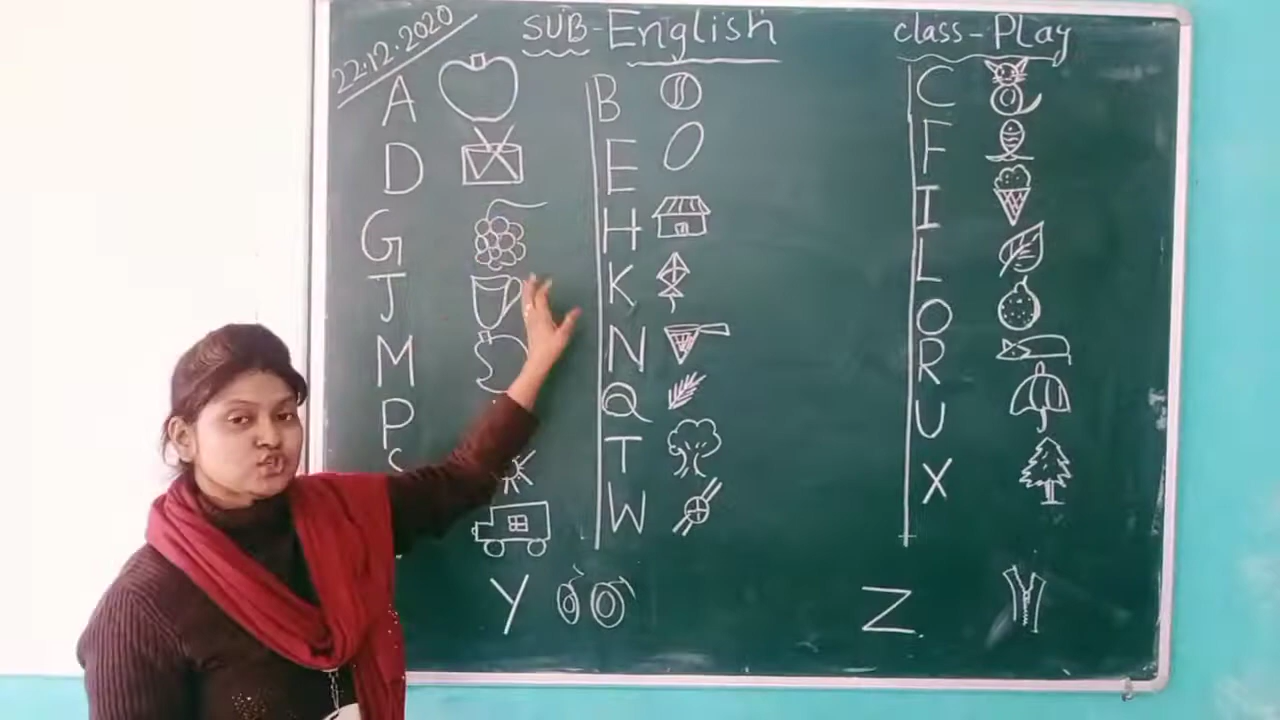 22.12.2020 SUB-English class-Play
A B C
D E F
G H I
J K L
M N O
P Q R
T U
W X
Y Z